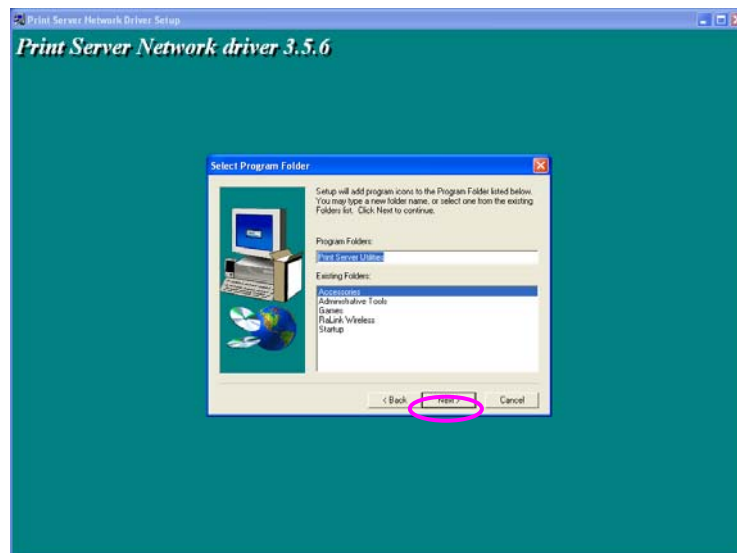 Print Server Network Driver Setup
Print Server Network driver 3.5.6
Select Program Folder
Setup will add program icons to the Program Folder listed below.
You may type a new folder name, or select one from the existing
Folders list. Click Next to continue.
Program Folders:
Print Server Utilities
Existing Folders:
Accessories
Administrative Tools
Games
RaLink Wireless
Startup
< Back Next > Cancel